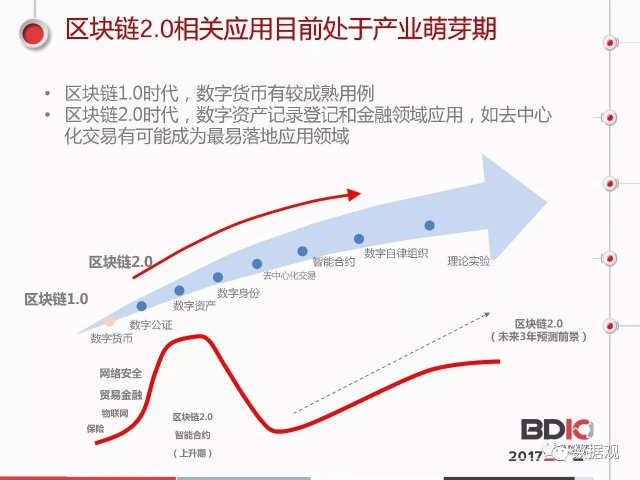 区块链2.0相关应用目前处于产业萌芽期
• 区块链1.0时代，数字货币有较成熟用例
• 区块链2.0时代，数字资产记录登记和金融领域应用，如去中心
化交易有可能成为最易落地应用领域
区块链2.0
区块链1.0
数字货币
数字公证
数字资产
数字身份
去中心化交易
智能合约
数字自律组织
理论实验
网络安全
贸易金融
物联网
保险
区块链2.0
智能合约
（上升期）
区块链2.0
（未来3年预测前景）
BDIC
2017
数据观